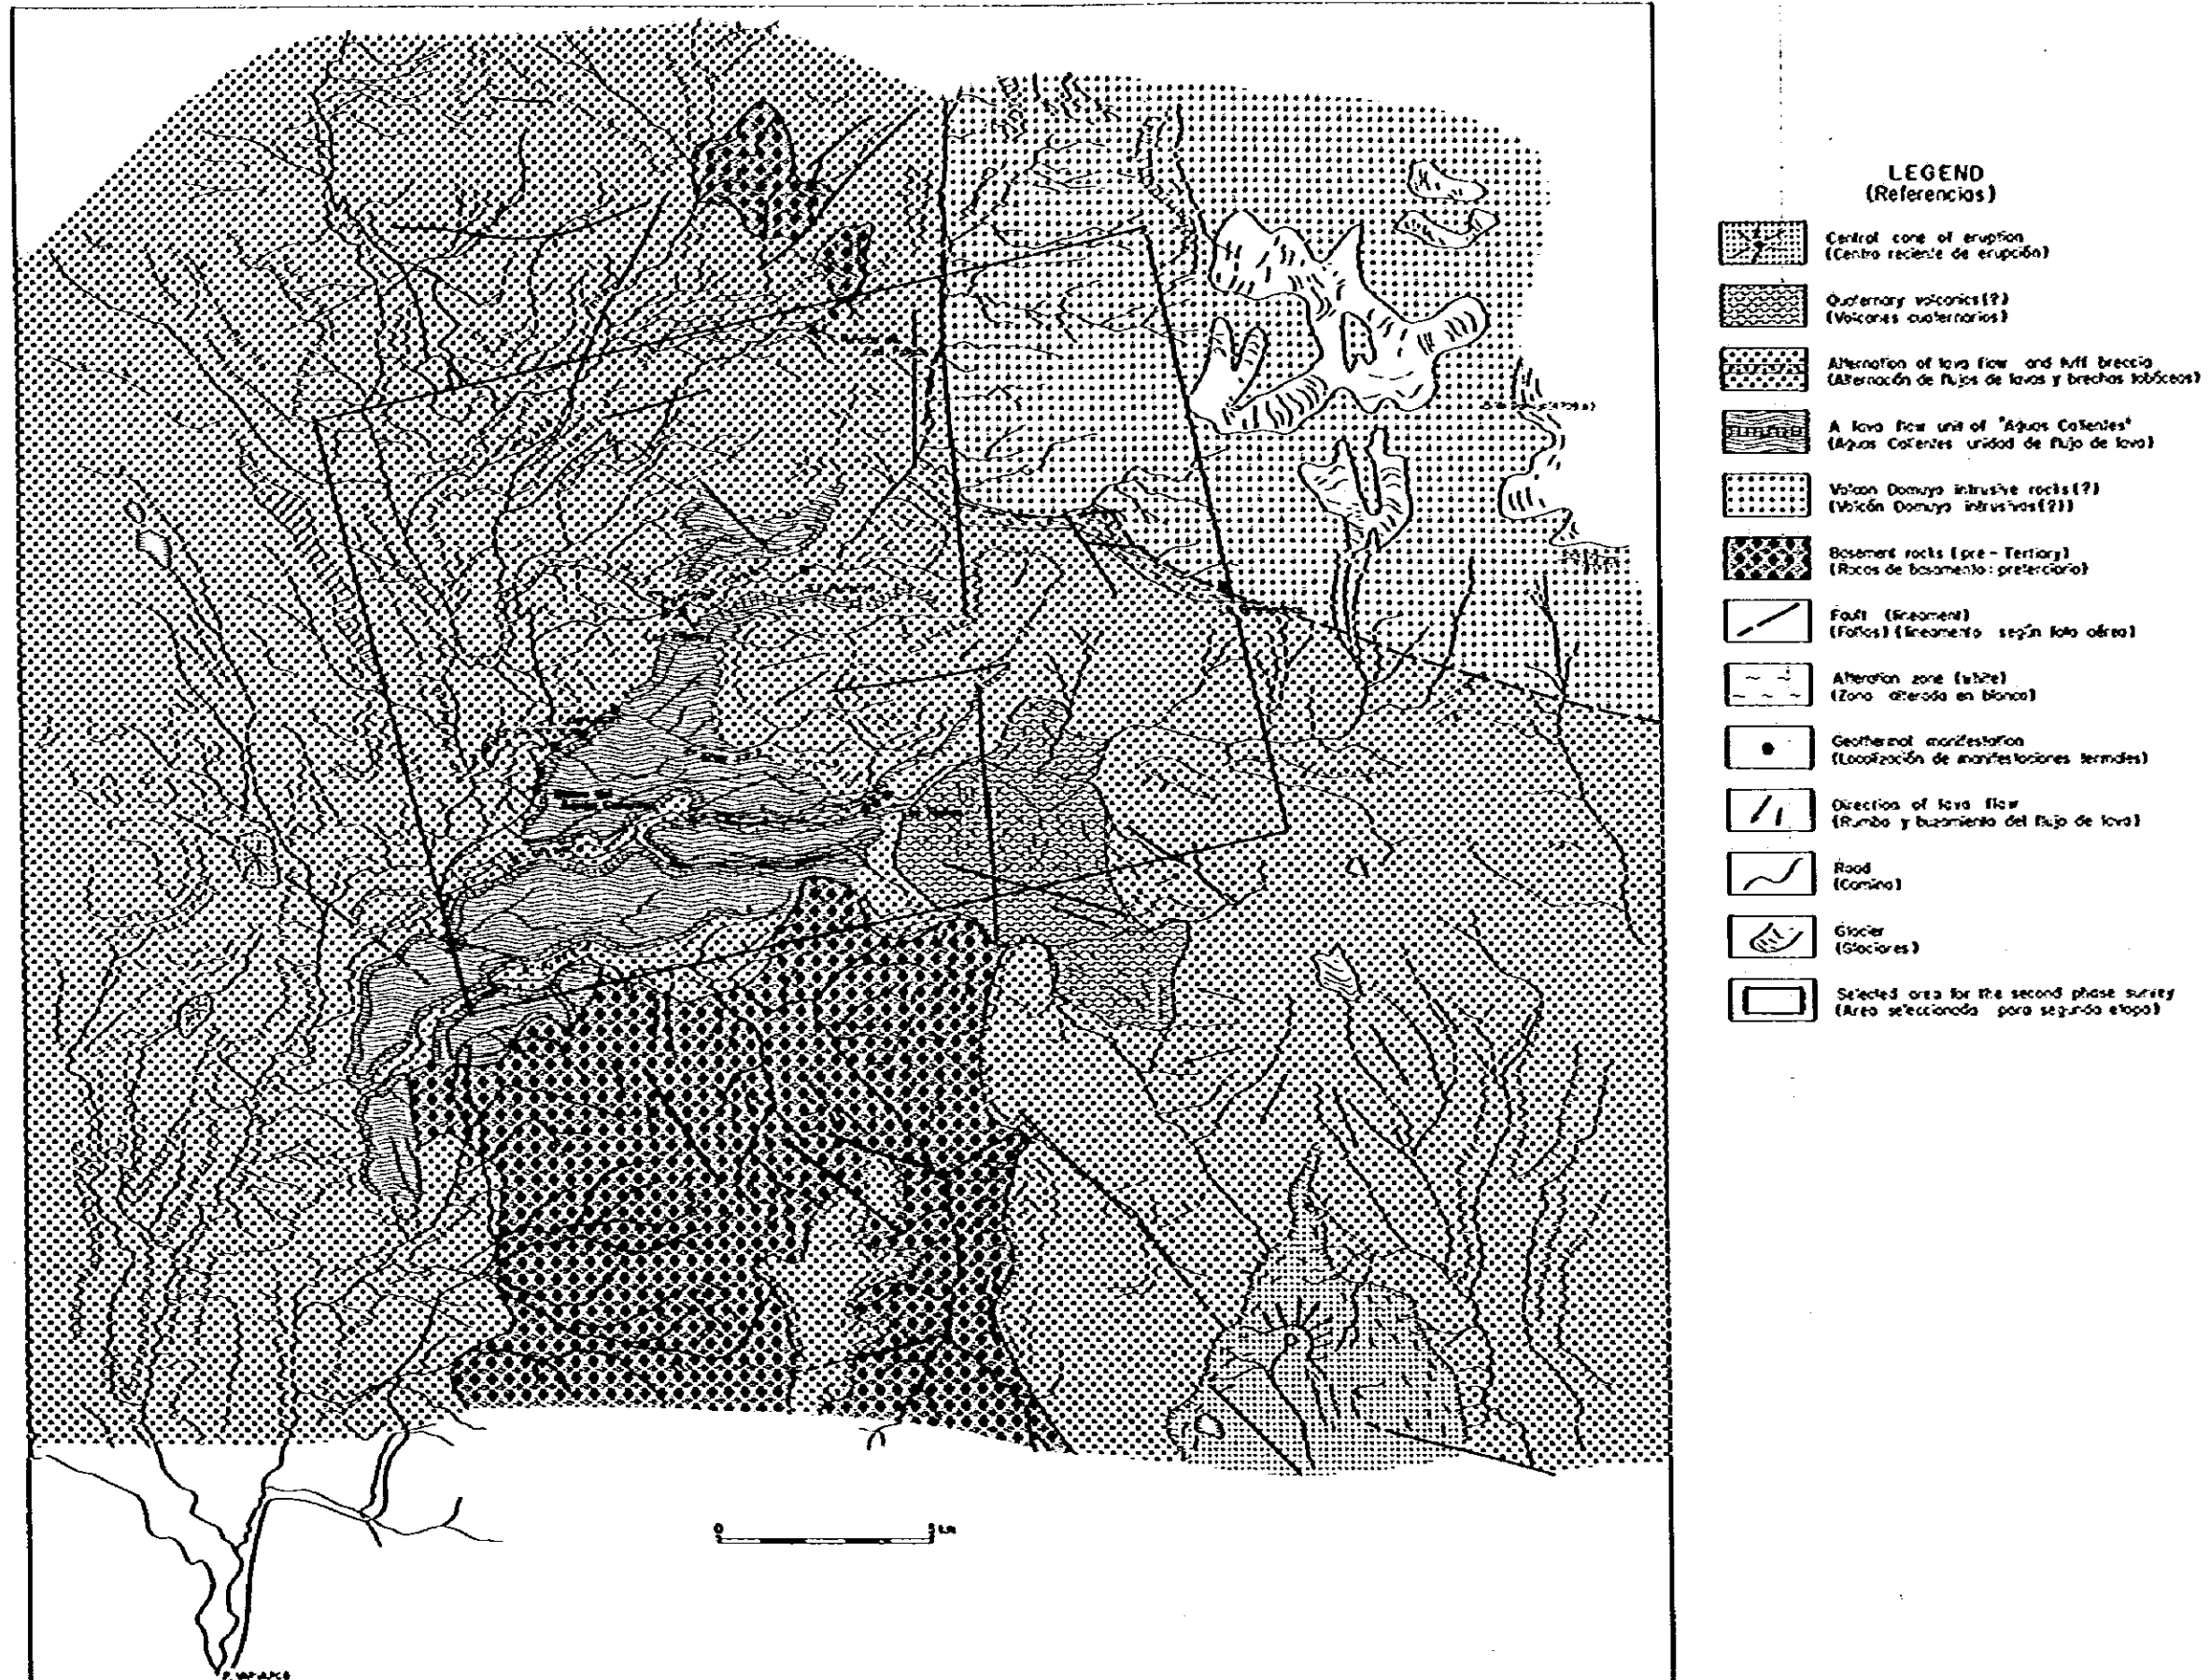 LEGEND
(Referencias)
Central cone of eruption
(Centro reciente de erupción)
Quaternary volcanics(?)
(Volcanes cuaternarios)
Alternation of lava flow and tuff breccia
(Alternación de flujos de lavas y brechas tobáceas)
A lava flow unit of "Aguas Calientes"
(Aguas Calientes unidad de flujo de lava)
Volcan Domuyo intrusive rocks(?)
(Volcón Domuyo intrusivos(?))
Basement rocks (pre-Tertiary)
(Rocas de basamento: preterciario)
Fault (lineament)
(Fallas) (lineamento según foto aérea)
Alteration zone (white)
(Zona alterada en blanco)
Geothermal manifestation
(Localización de manifestaciones termales)
Direction of lava flow
(Rumbo y buzamiento del flujo de lava)
Road
(Camino)
Glacier
(Glaciares)
Selected area for the second phase survey
(Area seleccionada para segunda etapa)
0 5 km